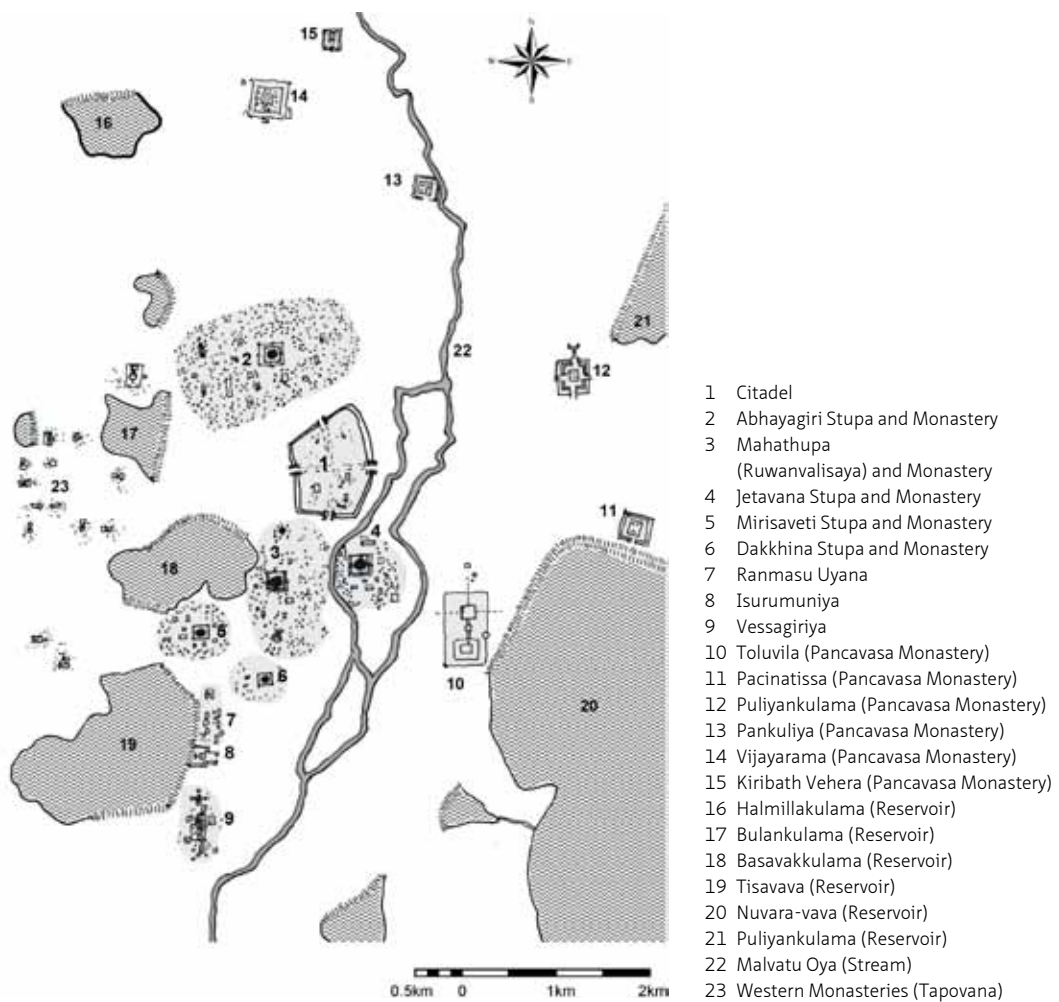 15
14
16
13
21
2
22
12
17
1
23
11
4
3
18
5
10
6
20
7
19
8
9
0.5km 0 1km 2km
1 Citadel
2 Abhayagiri Stupa and Monastery
3 Mahathupa
(Ruwanvalisaya) and Monastery
4 Jetavana Stupa and Monastery
5 Mirisaveti Stupa and Monastery
6 Dakkhina Stupa and Monastery
7 Ranmasu Uyana
8 Isurumuniya
9 Vessagiriya
10 Toluvila (Pancavasa Monastery)
11 Pacinatissa (Pancavasa Monastery)
12 Puliyankulama (Pancavasa Monastery)
13 Pankuliya (Pancavasa Monastery)
14 Vijayarama (Pancavasa Monastery)
15 Kiribath Vehera (Pancavasa Monastery)
16 Halmillakulama (Reservoir)
17 Bulankulama (Reservoir)
18 Basavakkulama (Reservoir)
19 Tisavava (Reservoir)
20 Nuvara-vava (Reservoir)
21 Puliyankulama (Reservoir)
22 Malvatu Oya (Stream)
23 Western Monasteries (Tapovana)